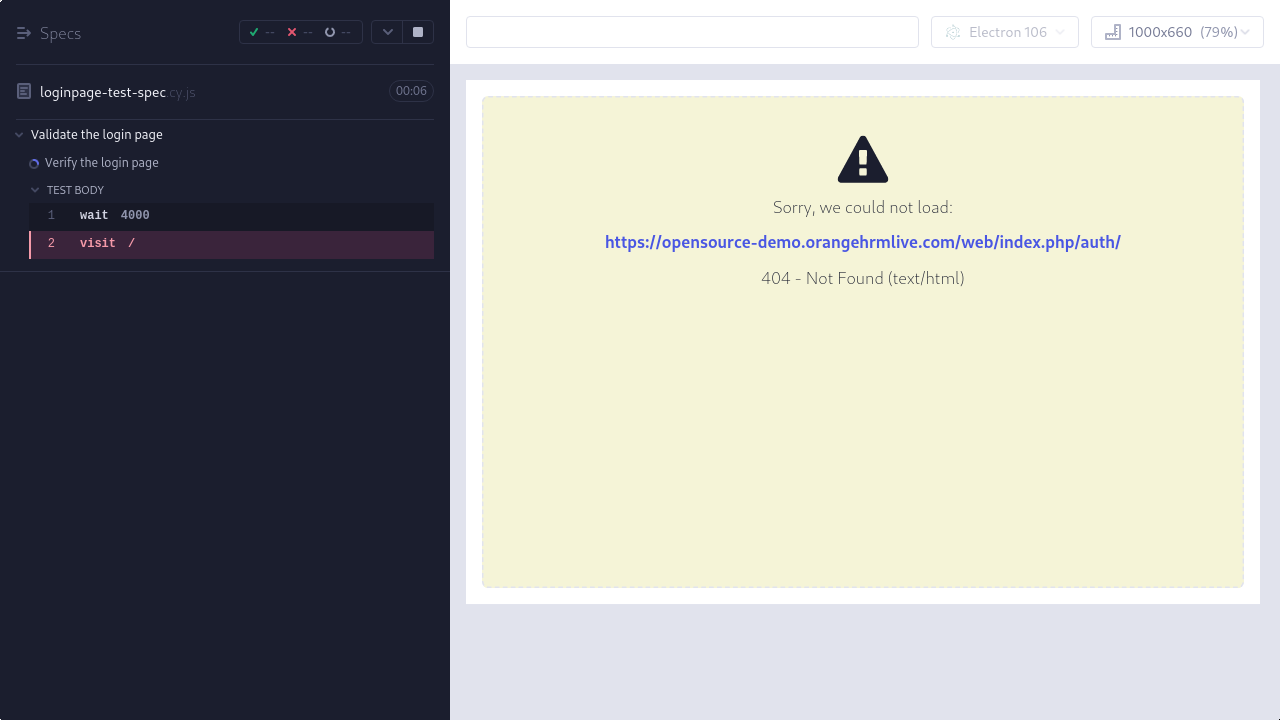 Specs
-- -- --
Electron 106
1000x660 (79%)
loginpage-test-spec.cy.js
00:06
Validate the login page
Verify the login page
TEST BODY
1 wait 4000
2 visit /
Sorry, we could not load:
https://opensource-demo.orangehrmlive.com/web/index.php/auth/
404 - Not Found (text/html)